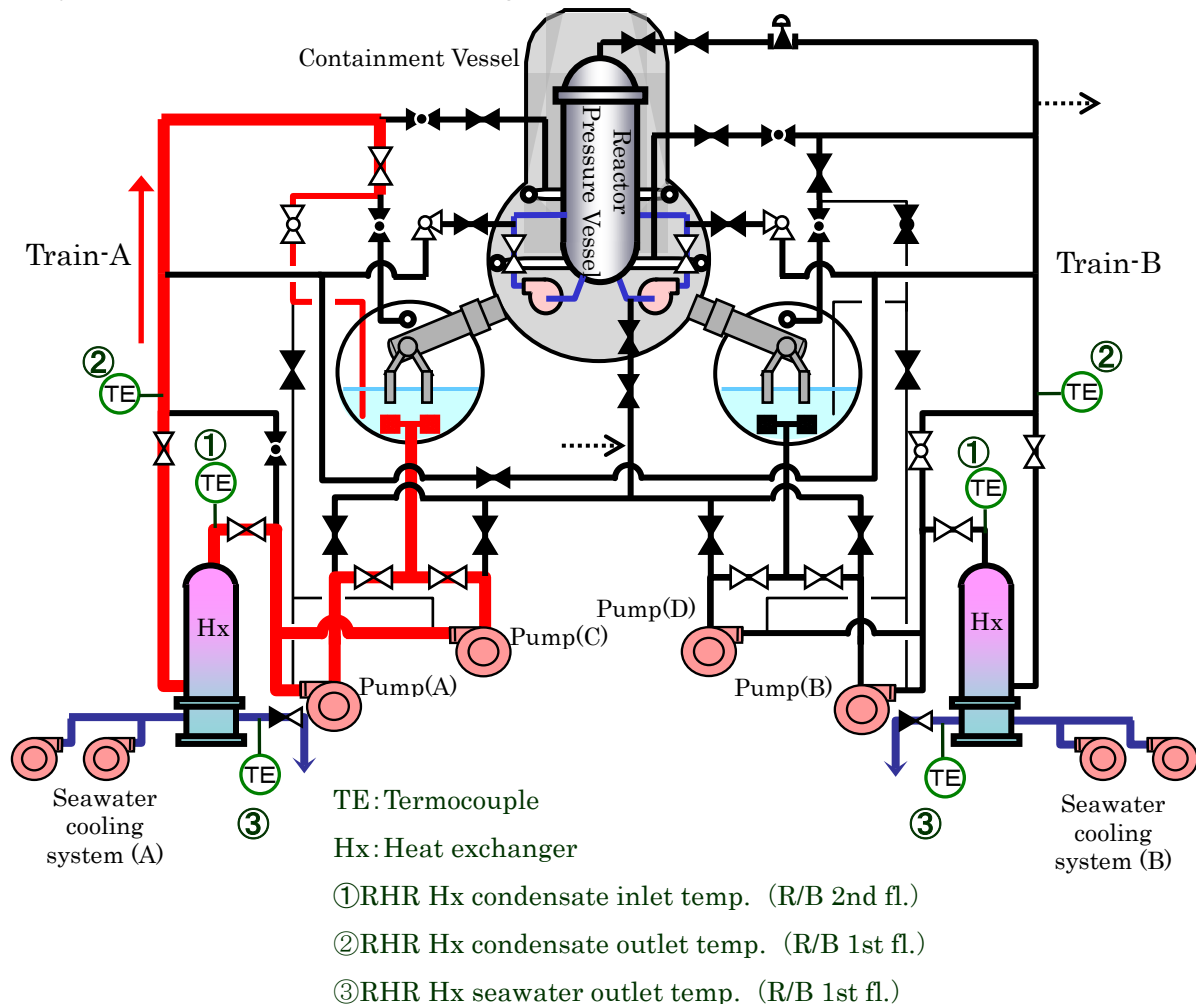 Containment Vessel
Reactor
Pressure Vessel
Train-A
Train-B
②
TE
①
TE
②
TE
①
TE
Hx
Hx
Pump(C)
Pump(A)
Pump(D)
Pump(B)
TE
③
TE
③
Seawater
cooling
system (A)
Seawater
cooling
system (B)
TE:Termocouple
Hx:Heat exchanger
①RHR Hx condensate inlet temp. (R/B 2nd fl.)
②RHR Hx condensate outlet temp. (R/B 1st fl.)
③RHR Hx seawater outlet temp. (R/B 1st fl.)